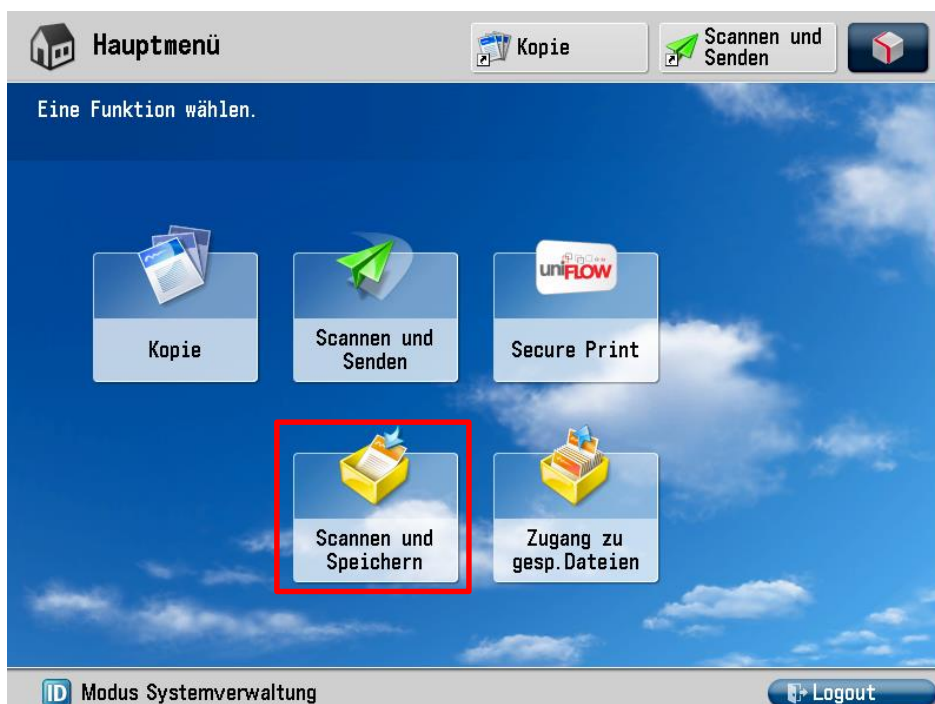 Hauptmenü
Kopie
Scannen und
Senden
Eine Funktion wählen.
uniFLOW
Kopie
Scannen und
Senden
Secure Print
Scannen und
Speichern
Zugang zu
gesp.Dateien
ID Modus Systemverwaltung
Logout